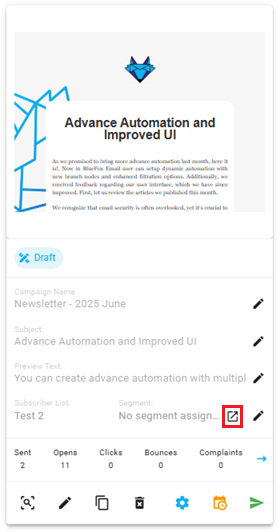 Advance Automation and
Improved UI
As we promised to bring more advance automation last month, here it
is!. Now in BlueFox Email user can setup dynamic automation with
new branch nodes and enhanced filtration options. Additionally, we
received feedback regarding our user interface, which we have since
improved. First, let us review the articles we published this month.
We recognize that email security is often overlooked, yet it's crucial to
Draft
Campaign Name
Newsletter - 2025 June
Subject:
Advance Automation and Improved UI
Preview Text:
You can create advance automation with multipl
Subscriber List: Segment:
Test 2 No segment assign...
Sent Opens Clicks Bounces Complaints
2 11 0 0 0